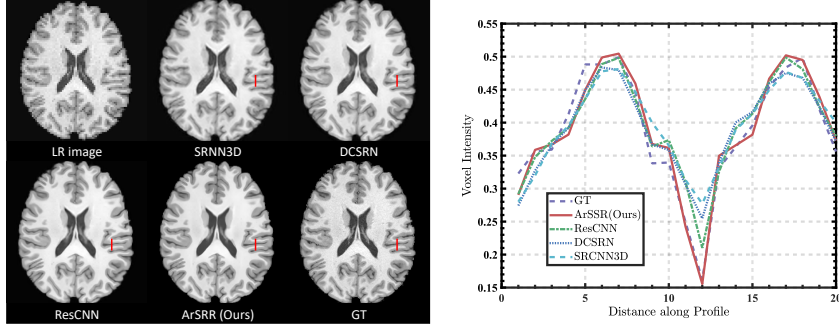 LR image
SRNN3D
DCSRN
ResCNN
ArSRR (Ours)
GT
0.55
0.5
0.45
0.4
0.35
0.3
0.25
0.2
0.15
Voxel Intensity
GT
ArSSR(Ours)
ResCNN
DCSRN
SRCNN3D
0
5
10
15
20
Distance along Profile